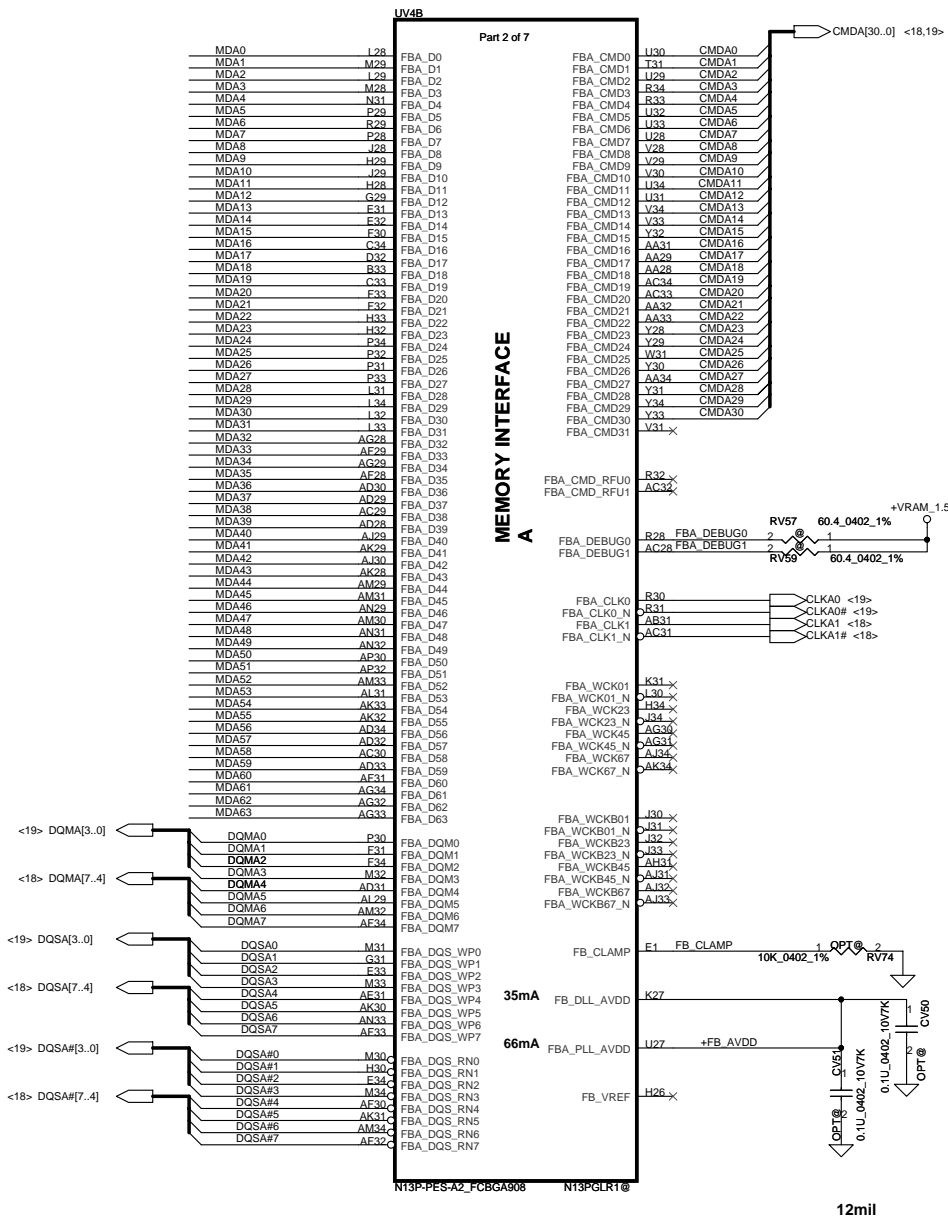 UV4B
Part 2 of 7
CMDA[30..0] <18,19>
MDA0 L28 FBA_D0 FBA_CMD0 U30 CMDA0
MDA1 M29 FBA_D1 FBA_CMD1 T31 CMDA1
MDA2 L29 FBA_D2 FBA_CMD2 U29 CMDA2
MDA3 M28 FBA_D3 FBA_CMD3 R34 CMDA3
MDA4 N31 FBA_D4 FBA_CMD4 R33 CMDA4
MDA5 P29 FBA_D5 FBA_CMD5 U32 CMDA5
MDA6 R29 FBA_D6 FBA_CMD6 U33 CMDA6
MDA7 P28 FBA_D7 FBA_CMD7 U28 CMDA7
MDA8 J28 FBA_D8 FBA_CMD8 V28 CMDA8
MDA9 H29 FBA_D9 FBA_CMD9 V29 CMDA9
MDA10 J29 FBA_D10 FBA_CMD10 V30 CMDA10
MDA11 H28 FBA_D11 FBA_CMD11 U34 CMDA11
MDA12 G29 FBA_D12 FBA_CMD12 U31 CMDA12
MDA13 E31 FBA_D13 FBA_CMD13 V34 CMDA13
MDA14 E32 FBA_D14 FBA_CMD14 V33 CMDA14
MDA15 F30 FBA_D15 FBA_CMD15 Y32 CMDA15
MDA16 C34 FBA_D16 FBA_CMD16 AA31 CMDA16
MDA17 D32 FBA_D17 FBA_CMD17 AA29 CMDA17
MDA18 B33 FBA_D18 FBA_CMD18 AA28 CMDA18
MDA19 C33 FBA_D19 FBA_CMD19 AC34 CMDA19
MDA20 F33 FBA_D20 FBA_CMD20 AC33 CMDA20
MDA21 F32 FBA_D21 FBA_CMD21 AA32 CMDA21
MDA22 H33 FBA_D22 FBA_CMD22 AA33 CMDA22
MDA23 H32 FBA_D23 FBA_CMD23 Y28 CMDA23
MDA24 P34 FBA_D24 FBA_CMD24 Y29 CMDA24
MDA25 P32 FBA_D25 FBA_CMD25 W31 CMDA25
MDA26 P31 FBA_D26 FBA_CMD26 Y30 CMDA26
MDA27 P33 FBA_D27 FBA_CMD27 AA34 CMDA27
MDA28 L31 FBA_D28 FBA_CMD28 Y31 CMDA28
MDA29 L34 FBA_D29 FBA_CMD29 Y34 CMDA29
MDA30 L32 FBA_D30 FBA_CMD30 Y33 CMDA30
MDA31 L33 FBA_D31 FBA_CMD31 V31
MDA32 AG28 FBA_D32
MDA33 AF29 FBA_D33
MDA34 AG29 FBA_D34
MDA35 AF28 FBA_D35 FBA_CMD_RFU0 R32
MDA36 AD30 FBA_D36 FBA_CMD_RFU1 AC32
MDA37 AD29 FBA_D37
MDA38 AC29 FBA_D38
MDA39 AD28 FBA_D39
MEMORY INTERFACE
A
+VRAM_1.5
RV57 60.4_0402_1%
MDA40 AJ29 FBA_D40 FBA_DEBUG0 R28 FBA_DEBUG0 2 @ 1
MDA41 AK29 FBA_D41 FBA_DEBUG1 AC28 FBA_DEBUG1 2 @ 1
RV59 60.4_0402_1%
MDA42 AJ30 FBA_D42
MDA43 AK28 FBA_D43
MDA44 AM29 FBA_D44
MDA45 AM31 FBA_D45 FBA_CLK0 R30 CLKA0 <19>
MDA46 AN29 FBA_D46 FBA_CLK0_N R31 CLKA0# <19>
MDA47 AM30 FBA_D47 FBA_CLK1 AB31 CLKA1 <18>
MDA48 AN31 FBA_D48 FBA_CLK1_N AC31 CLKA1# <18>
MDA49 AN32 FBA_D49
MDA50 AP30 FBA_D50
MDA51 AP32 FBA_D51
MDA52 AM33 FBA_D52 FBA_WCK01 K31
MDA53 AL31 FBA_D53 FBA_WCK01_N L30
MDA54 AK33 FBA_D54 FBA_WCK23 H34
MDA55 AK32 FBA_D55 FBA_WCK23_N J34
MDA56 AD34 FBA_D56 FBA_WCK45 AG30
MDA57 AD32 FBA_D57 FBA_WCK45_N AG31
MDA58 AC30 FBA_D58 FBA_WCK67 AJ34
MDA59 AD33 FBA_D59 FBA_WCK67_N AK34
MDA60 AF31 FBA_D60
MDA61 AG34 FBA_D61
MDA62 AG32 FBA_D62
MDA63 AG33 FBA_D63 FBA_WCKB01 J30
<19> DQMA[3..0]
FBA_WCKB01_N J31
DQMA0 P30 FBA_DQM0 FBA_WCKB23 J32
DQMA1 F31 FBA_DQM1 FBA_WCKB23_N J33
DQMA2 F34 FBA_DQM2 FBA_WCKB45 AH31
DQMA3 M32 FBA_DQM3 FBA_WCKB45_N AJ31
<18> DQMA[7..4]
DQMA4 AD31 FBA_DQM4 FBA_WCKB67 AJ32
DQMA5 AL29 FBA_DQM5 FBA_WCKB67_N AJ33
DQMA6 AM32 FBA_DQM6
DQMA7 AF34 FBA_DQM7
<19> DQSA[3..0]
DQSA0 M31 FBA_DQS_WP0 FB_CLAMP E1 FB_CLAMP 1 OPT@ 2
10K_0402_1% RV74
DQSA1 G31 FBA_DQS_WP1
DQSA2 E33 FBA_DQS_WP2
DQSA3 M33 FBA_DQS_WP3
<18> DQSA[7..4]
DQSA4 AE31 FBA_DQS_WP4 35mA FB_DLL_AVDD K27
DQSA5 AK30 FBA_DQS_WP5
DQSA6 AN33 FBA_DQS_WP6
DQSA7 AF33 FBA_DQS_WP7 66mA FBA_PLL_AVDD U27 +FB_AVDD
<19> DQSA#[3..0]
DQSA#0 M30 FBA_DQS_RN0
DQSA#1 H30 FBA_DQS_RN1
DQSA#2 E34 FBA_DQS_RN2
DQSA#3 M34 FBA_DQS_RN3 FB_VREF H26
<18> DQSA#[7..4]
DQSA#4 AF30 FBA_DQS_RN4
DQSA#5 AK31 FBA_DQS_RN5
DQSA#6 AM34 FBA_DQS_RN6
DQSA#7 AF32 FBA_DQS_RN7
CV51
1
2
OPT@
0.1U_0402_10V7K
CV50
1
2
OPT@
0.1U_0402_10V7K
N13P-PES-A2_FCBGA908 N13PGLR1@
12mil